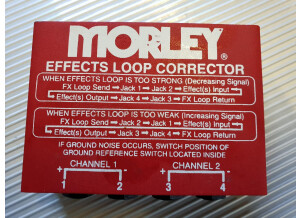 MORLEY®
EFFECTS LOOP CORRECTOR
WHEN EFFECTS LOOP IS TOO STRONG (Decreasing Signal)
FX Loop Send → Jack 1 → Jack 2 → Effect(s) Input
Effect(s) Output → Jack 4 → Jack 3 → FX Loop Return
WHEN EFFECTS LOOP IS TOO WEAK (Increasing Signal)
FX Loop Send → Jack 2 → Jack 1 → Effect(s) Input
Effect(s) Output → Jack 3 → Jack 4 → FX Loop Return
IF GROUND NOISE OCCURS, SWITCH POSITION OF
GROUND REFERENCE SWITCH LOCATED INSIDE
CHANNEL 1 CHANNEL 2
+ - + -
1 2 3 4